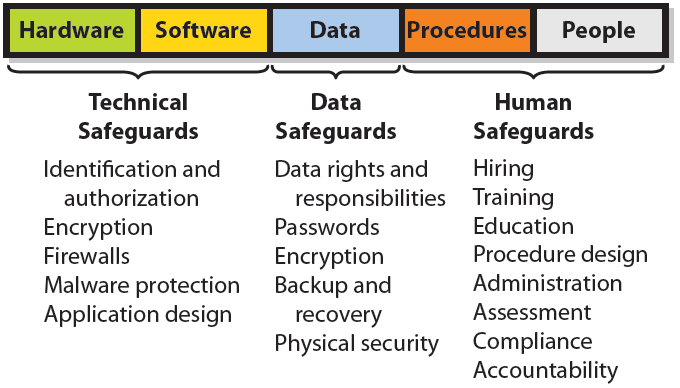 Hardware Software Data Procedures People
Technical
Safeguards
Identification and
authorization
Encryption
Firewalls
Malware protection
Application design
Data
Safeguards
Data rights and
responsibilities
Passwords
Encryption
Backup and
recovery
Physical security
Human
Safeguards
Hiring
Training
Education
Procedure design
Administration
Assessment
Compliance
Accountability